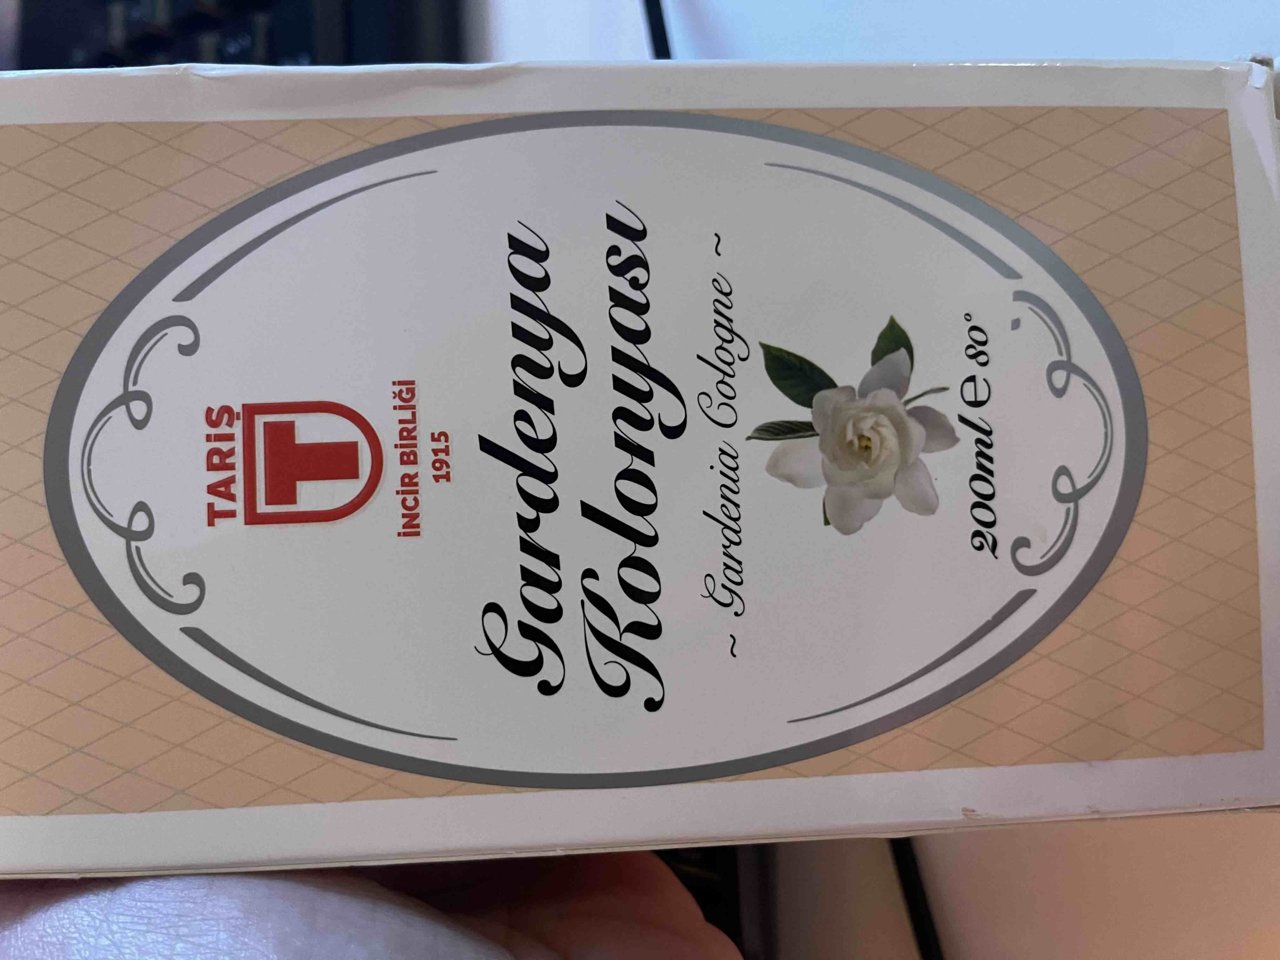 TARİŞ
T
İNCİR BİRLİĞİ
1915
Gardenya
Kolonyası
~ Gardenia Cologne ~
200ml ℮ 80°